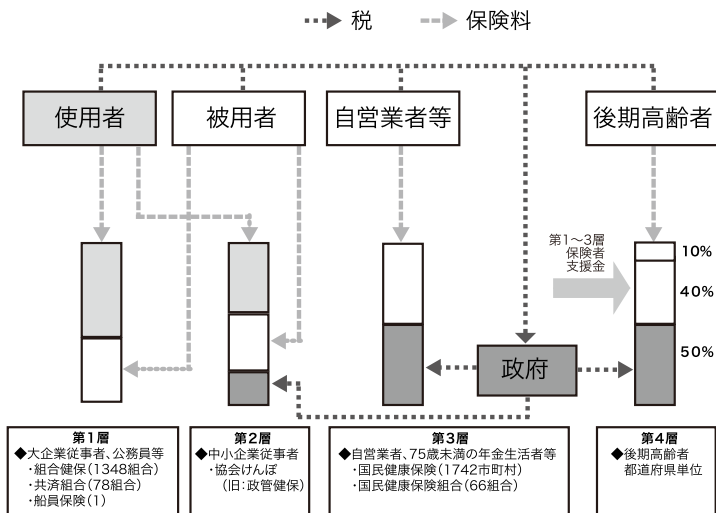 税
保険料
使用者
被用者
自営業者等
後期高齢者
第1〜3層
保険者
支援金
10%
40%
50%
政府
第1層
◆大企業従事者、公務員等
・組合健保(1348組合)
・共済組合(78組合)
・船員保険(1)
第2層
◆中小企業従事者
・協会けんぽ
(旧:政管健保)
第3層
◆自営業者、75歳未満の年金生活者等
・国民健康保険(1742市町村)
・国民健康保険組合(66組合)
第4層
◆後期高齢者
都道府県単位